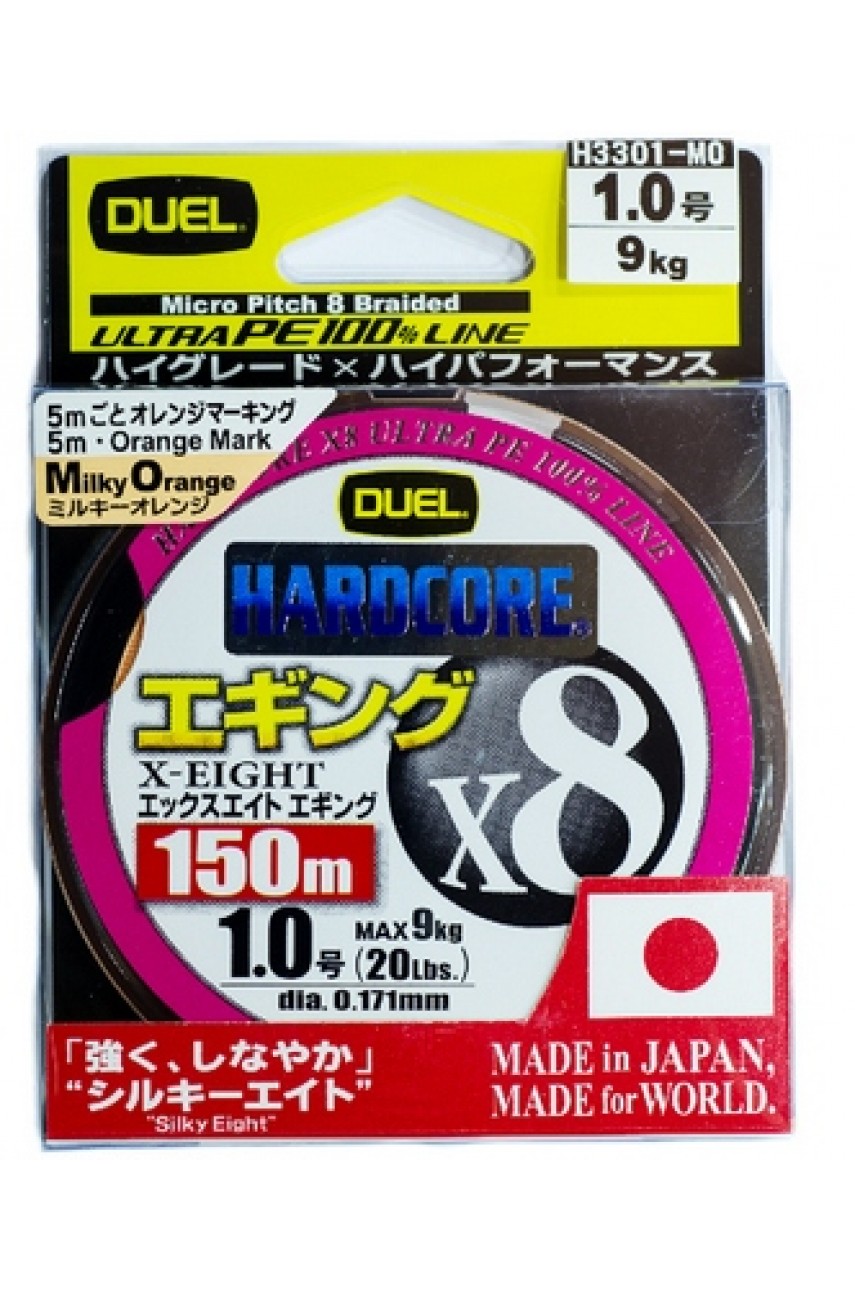 H3301-MO
DUEL®
1.0号
9kg
Micro Pitch 8 Braided
ULTRA PE 100% LINE
ハイグレード×ハイパフォーマンス
5mごとオレンジマーキング
5m・Orange Mark
Milky Orange
ミルキーオレンジ
X8 ULTRA PE 100% LINE
DUEL®
HARDCORE®
エギング
X-EIGHT
エックスエイト エギング
x8
150m
1.0号
MAX 9kg
(20Lbs.)
dia. 0.171mm
「強く、しなやか」
“シルキーエイト”
"Silky Eight"
MADE in JAPAN,
MADE for WORLD.